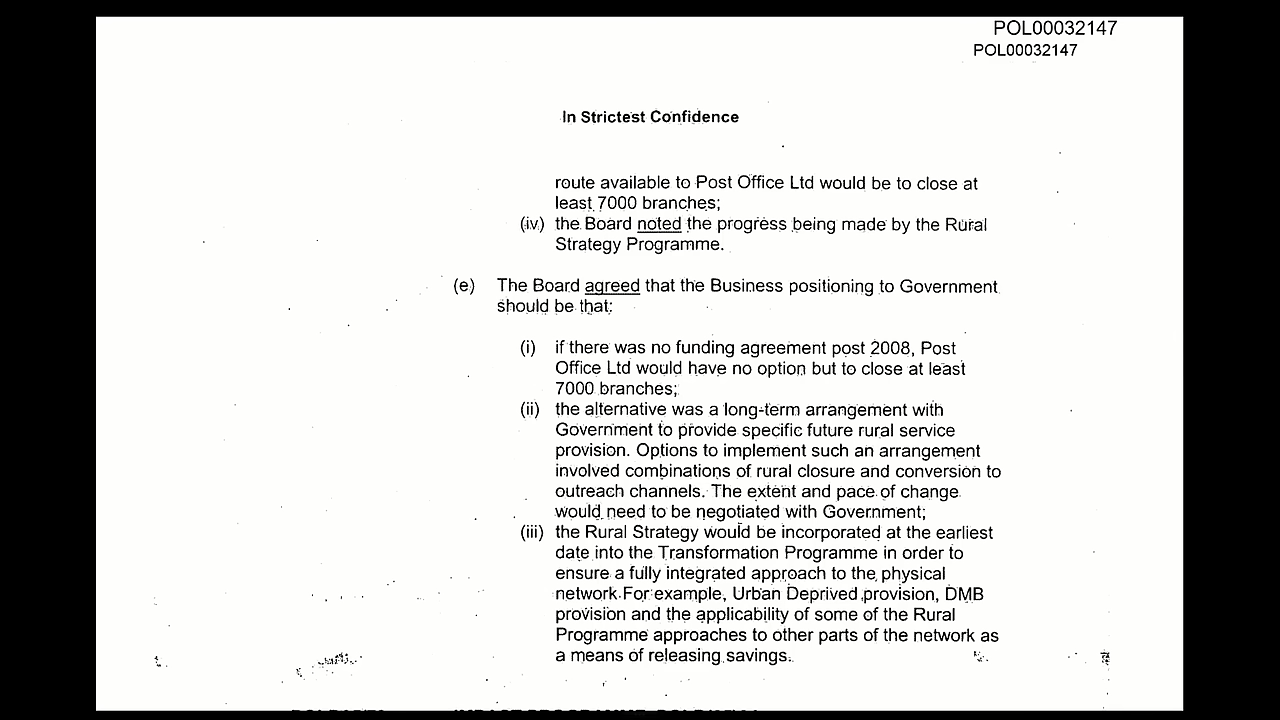 POL00032147
POL00032147
In Strictest Confidence
route available to Post Office Ltd would be to close at
least 7000 branches;
(iv) the Board noted the progress being made by the Rural
Strategy Programme.
(e) The Board agreed that the Business positioning to Government
should be that:
(i) if there was no funding agreement post 2008, Post
Office Ltd would have no option but to close at least
7000 branches;
(ii) the alternative was a long-term arrangement with
Government to provide specific future rural service
provision. Options to implement such an arrangement
involved combinations of rural closure and conversion to
outreach channels. The extent and pace of change
would need to be negotiated with Government;
(iii) the Rural Strategy would be incorporated at the earliest
date into the Transformation Programme in order to
ensure a fully integrated approach to the physical
network.For example, Urban Deprived provision, DMB
provision and the applicability of some of the Rural
Programme approaches to other parts of the network as
a means of releasing savings.